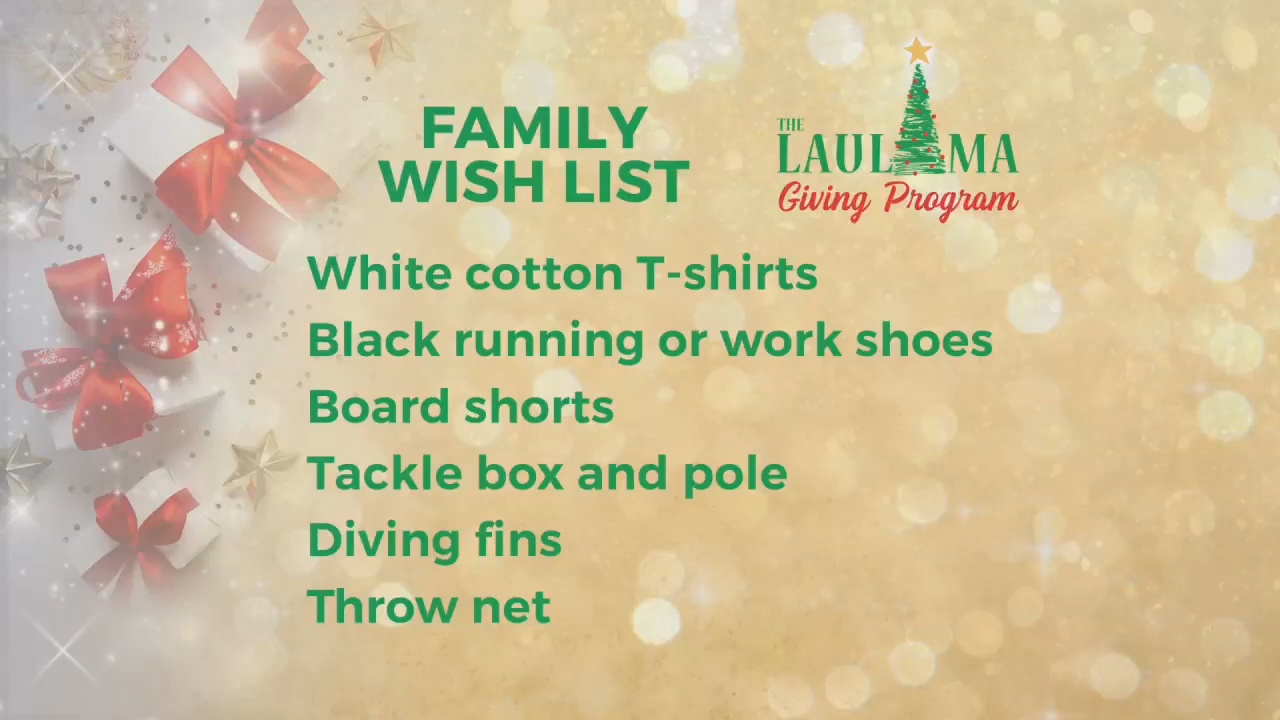 FAMILY
WISH LIST
THE
LAULIMA
Giving Program
White cotton T-shirts
Black running or work shoes
Board shorts
Tackle box and pole
Diving fins
Throw net